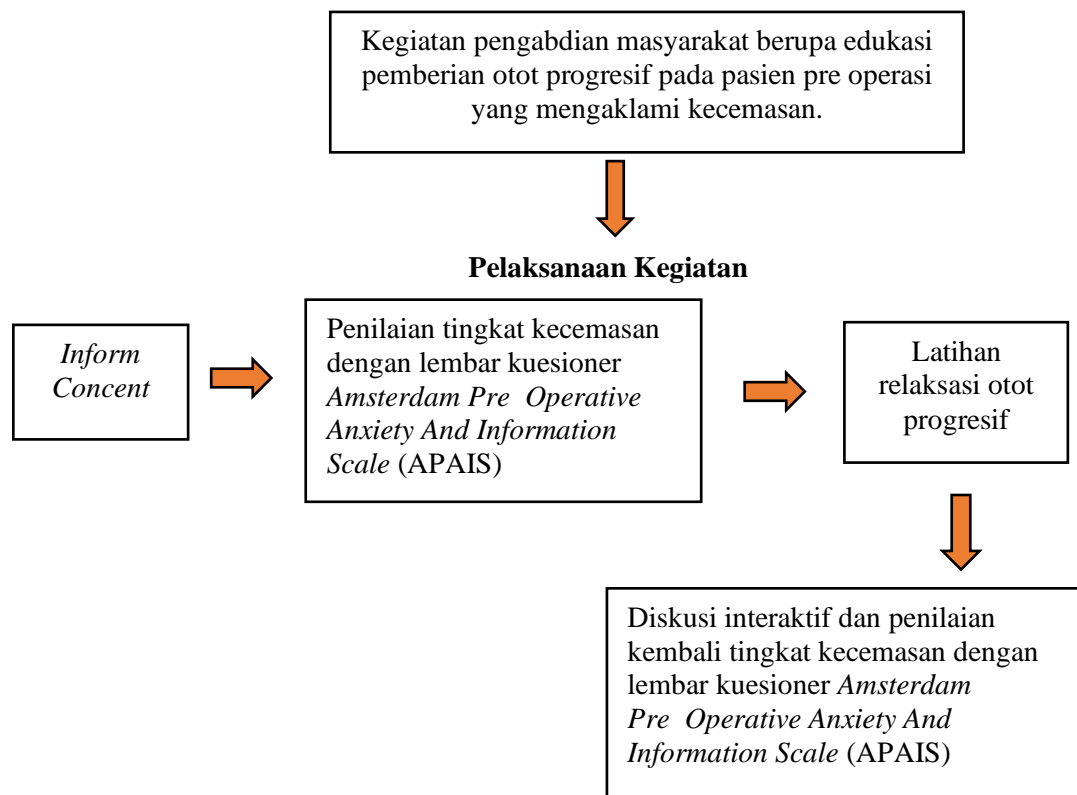 Kegiatan pengabdian masyarakat berupa edukasi
pemberian otot progresif pada pasien pre operasi
yang mengaklami kecemasan.
Pelaksanaan Kegiatan
Inform
Concent
Penilaian tingkat kecemasan
dengan lembar kuesioner
Amsterdam Pre Operative
Anxiety And Information
Scale (APAIS)
Latihan
relaksasi otot
progresif
Diskusi interaktif dan penilaian
kembali tingkat kecemasan dengan
lembar kuesioner Amsterdam
Pre Operative Anxiety And
Information Scale (APAIS)